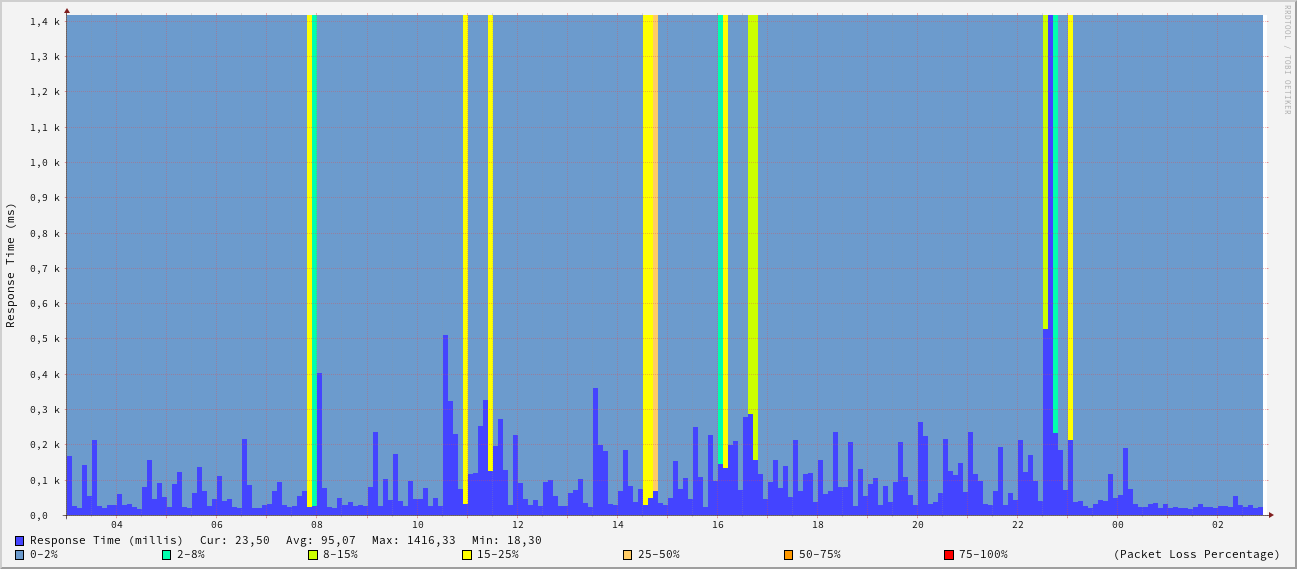 RRDTOOL / TOBI OETIKER
Response Time (ms)
1,4 k
1,3 k
1,2 k
1,1 k
1,0 k
0,9 k
0,8 k
0,7 k
0,6 k
0,5 k
0,4 k
0,3 k
0,2 k
0,1 k
0,0
04 06 08 10 12 14 16 18 20 22 00 02
Response Time (millis) Cur: 23,50 Avg: 95,07 Max: 1416,33 Min: 18,30
0-2% 2-8% 8-15% 15-25% 25-50% 50-75% 75-100% (Packet Loss Percentage)